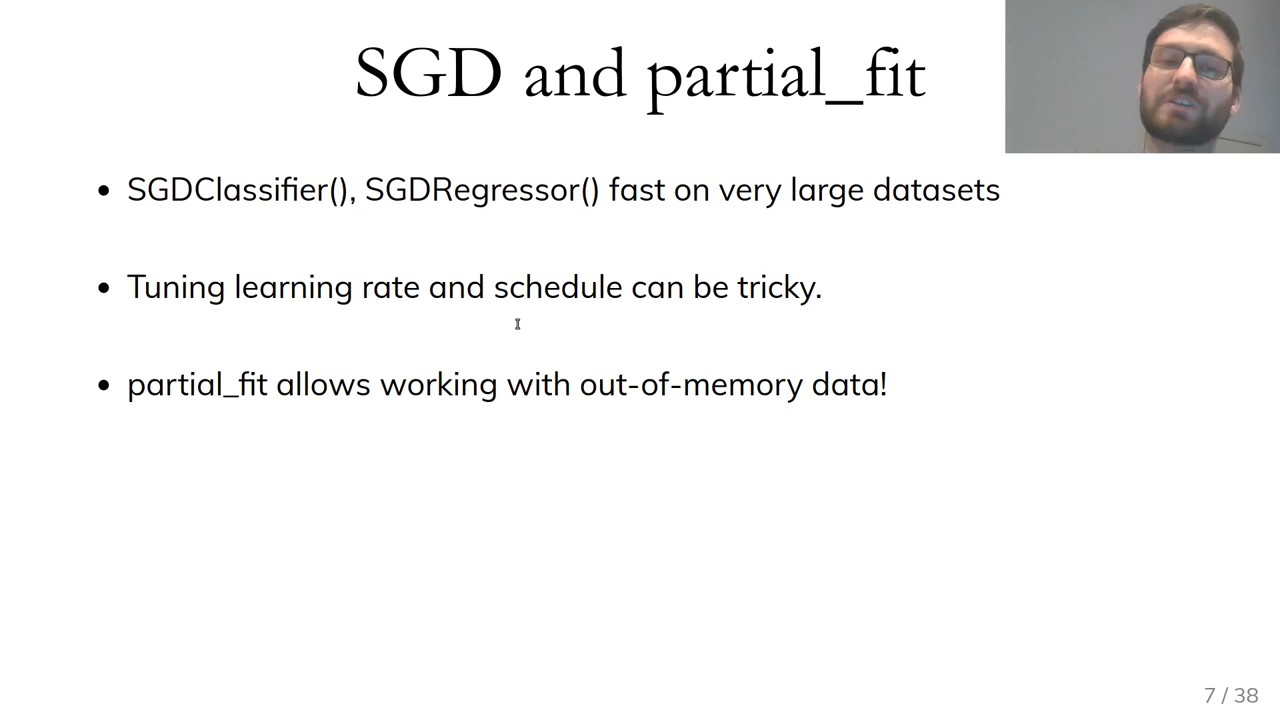 SGD and partial_fit
• SGDClassifier(), SGDRegressor() fast on very large datasets
• Tuning learning rate and schedule can be tricky.
• partial_fit allows working with out-of-memory data!
7 / 38